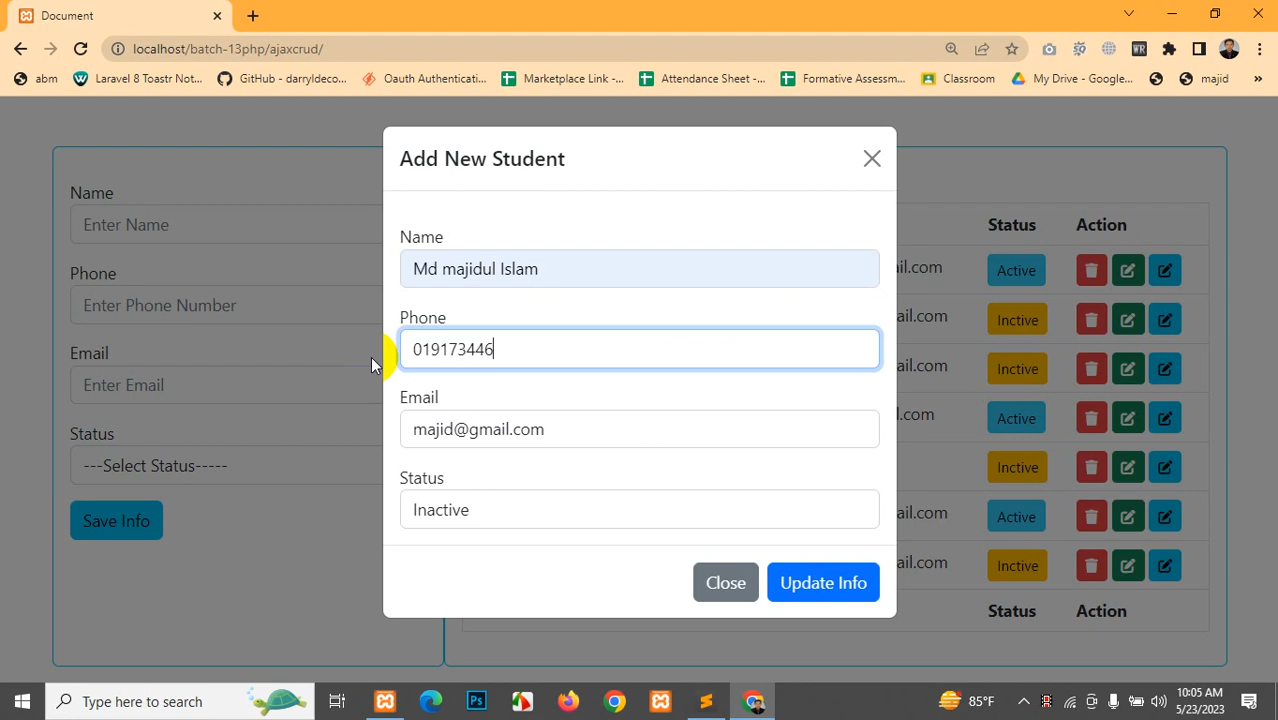 Document
localhost/batch-13php/ajaxcrud/
abm
Laravel 8 Toastr Not...
GitHub - darryldeco...
Oauth Authenticati...
Marketplace Link -...
Attendance Sheet -...
Formative Assessm...
Classroom
My Drive - Google...
majid
»
Add New Student
Name
Md majidul Islam
Phone
019173446
Email
majid@gmail.com
Status
Inactive
Close
Update Info
Name
Enter Name
Phone
Enter Phone Number
Email
Enter Email
Status
---Select Status-----
Save Info
Status Action
ail.com Active
ail.com Inctive
ail.com Inctive
l.com Active
Inctive
ail.com Active
ail.com Inctive
Status Action
Type here to search
85°F
10:05 AM
5/23/2023